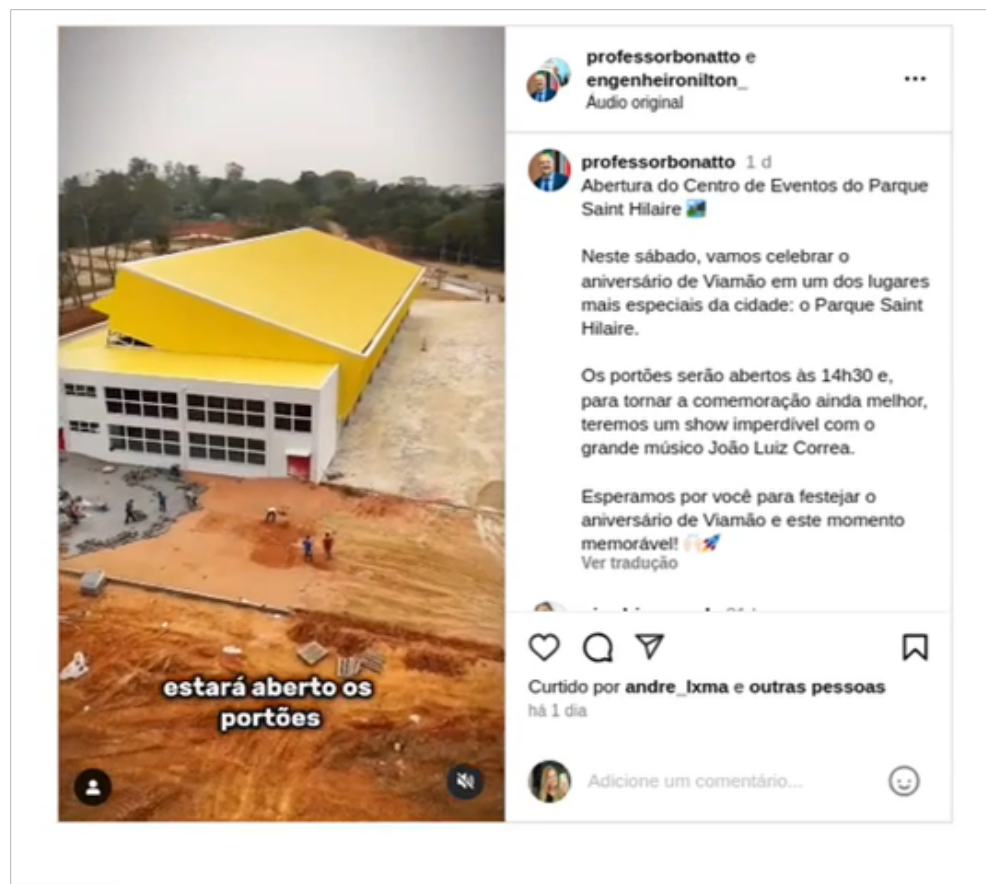 professorbonatto e
engenheironilton_
Áudio original
professorbonatto 1 d
Abertura do Centro de Eventos do Parque
Saint Hilaire
Neste sábado, vamos celebrar o
aniversário de Viamão em um dos lugares
mais especiais da cidade: o Parque Saint
Hilaire.
Os portões serão abertos às 14h30 e,
para tornar a comemoração ainda melhor,
teremos um show imperdível com o
grande músico João Luiz Correa.
Esperamos por você para festejar o
aniversário de Viamão e este momento
memorável!
Ver tradução
estará aberto os
portões
Curtido por andre_lxma e outras pessoas
há 1 dia
Adicione um comentário...